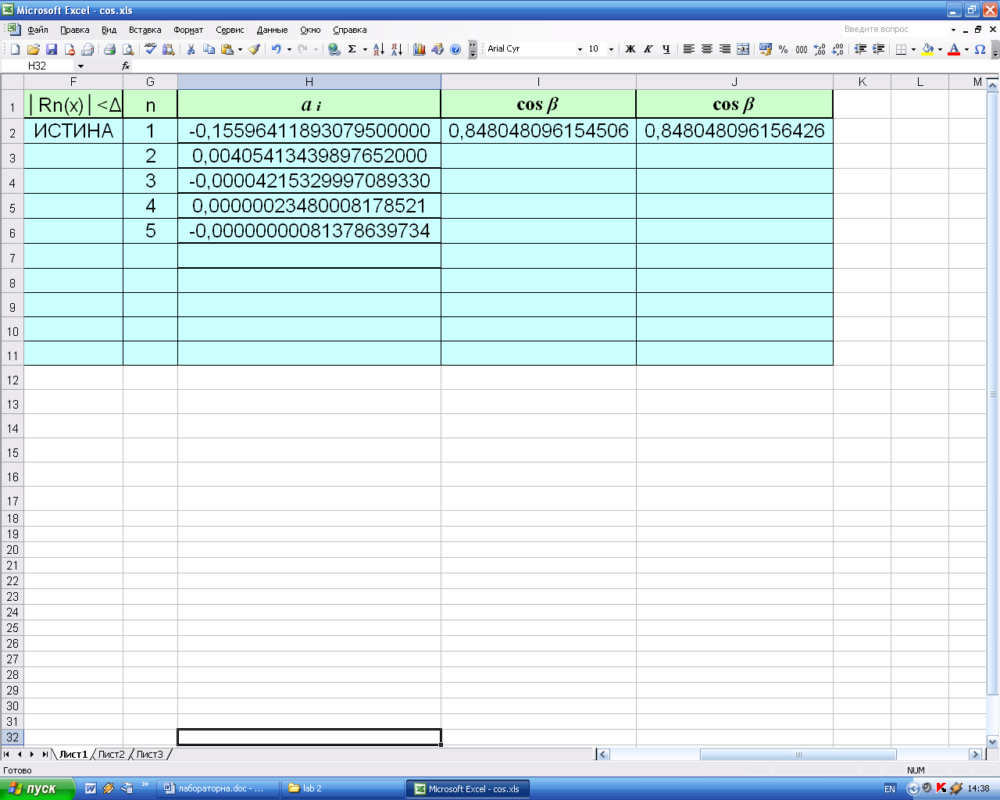 Microsoft Excel - cos.xls
Файл Правка Вид Вставка Формат Сервис Данные Окно Справка Введите вопрос
Arial Cyr 10 Ж К Ч
H32 fx
F G H I J K L M
1 |Rn(x)|<Δ n a i cos β cos β
2 ИСТИНА 1 -0,15596411893079500000 0,848048096154506 0,848048096156426
3 2 0,00405413439897652000
4 3 -0,00004215329997089330
5 4 0,00000023480008178521
6 5 -0,00000000081378639734
7
8
9
10
11
12
13
14
15
16
17
18
19
20
21
22
23
24
25
26
27
28
29
30
31
32
Лист1 Лист2 Лист3
Готово NUM
пуск лабораторна.doc - ... lab 2 Microsoft Excel - cos.xls EN 14:38